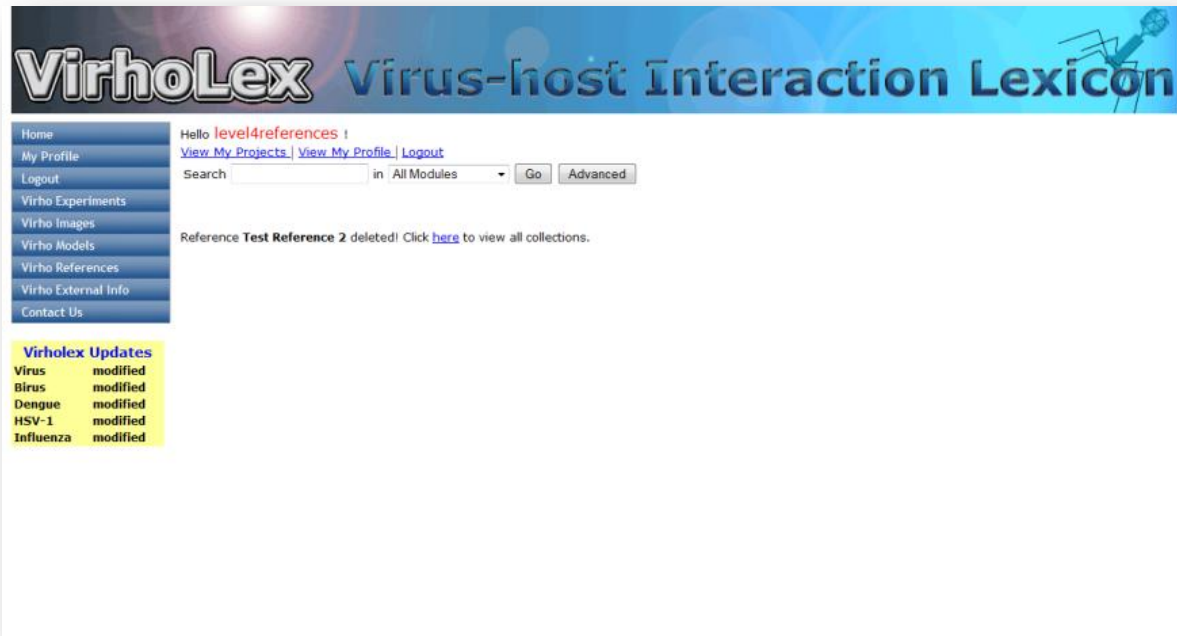 VirhoLex Virus-host Interaction Lexicon
Home
My Profile
Logout
Virho Experiments
Virho Images
Virho Models
Virho References
Virho External Info
Contact Us
Virholex Updates
Virus modified
Birus modified
Dengue modified
HSV-1 modified
Influenza modified
Hello level4references !
View My Projects | View My Profile | Logout
Search in All Modules Go Advanced
Reference Test Reference 2 deleted! Click here to view all collections.